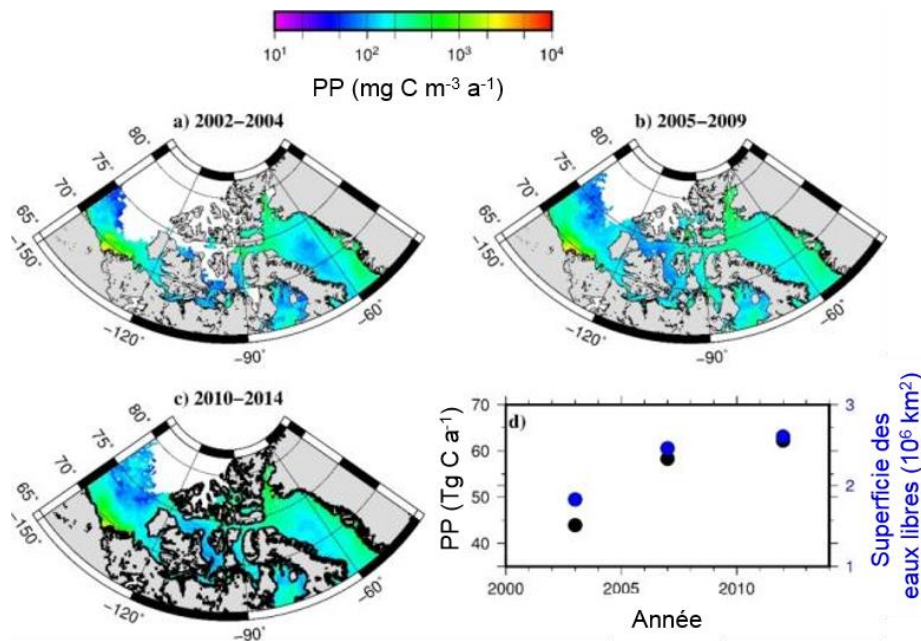 10¹ 10² 10³ 10⁴
PP (mg C m⁻³ a⁻¹)
a) 2002−2004
80°
75°
70°
65°
−150°
−120°
−90°
−60°
b) 2005−2009
80°
75°
70°
65°
−150°
−120°
−90°
−60°
c) 2010−2014
80°
75°
70°
65°
−150°
−120°
−90°
−60°
d)
PP (Tg C a⁻¹)
70
60
50
40
Superficie des
eaux libres (10⁶ km²)
3
2
1
2000 2005 2010
Année